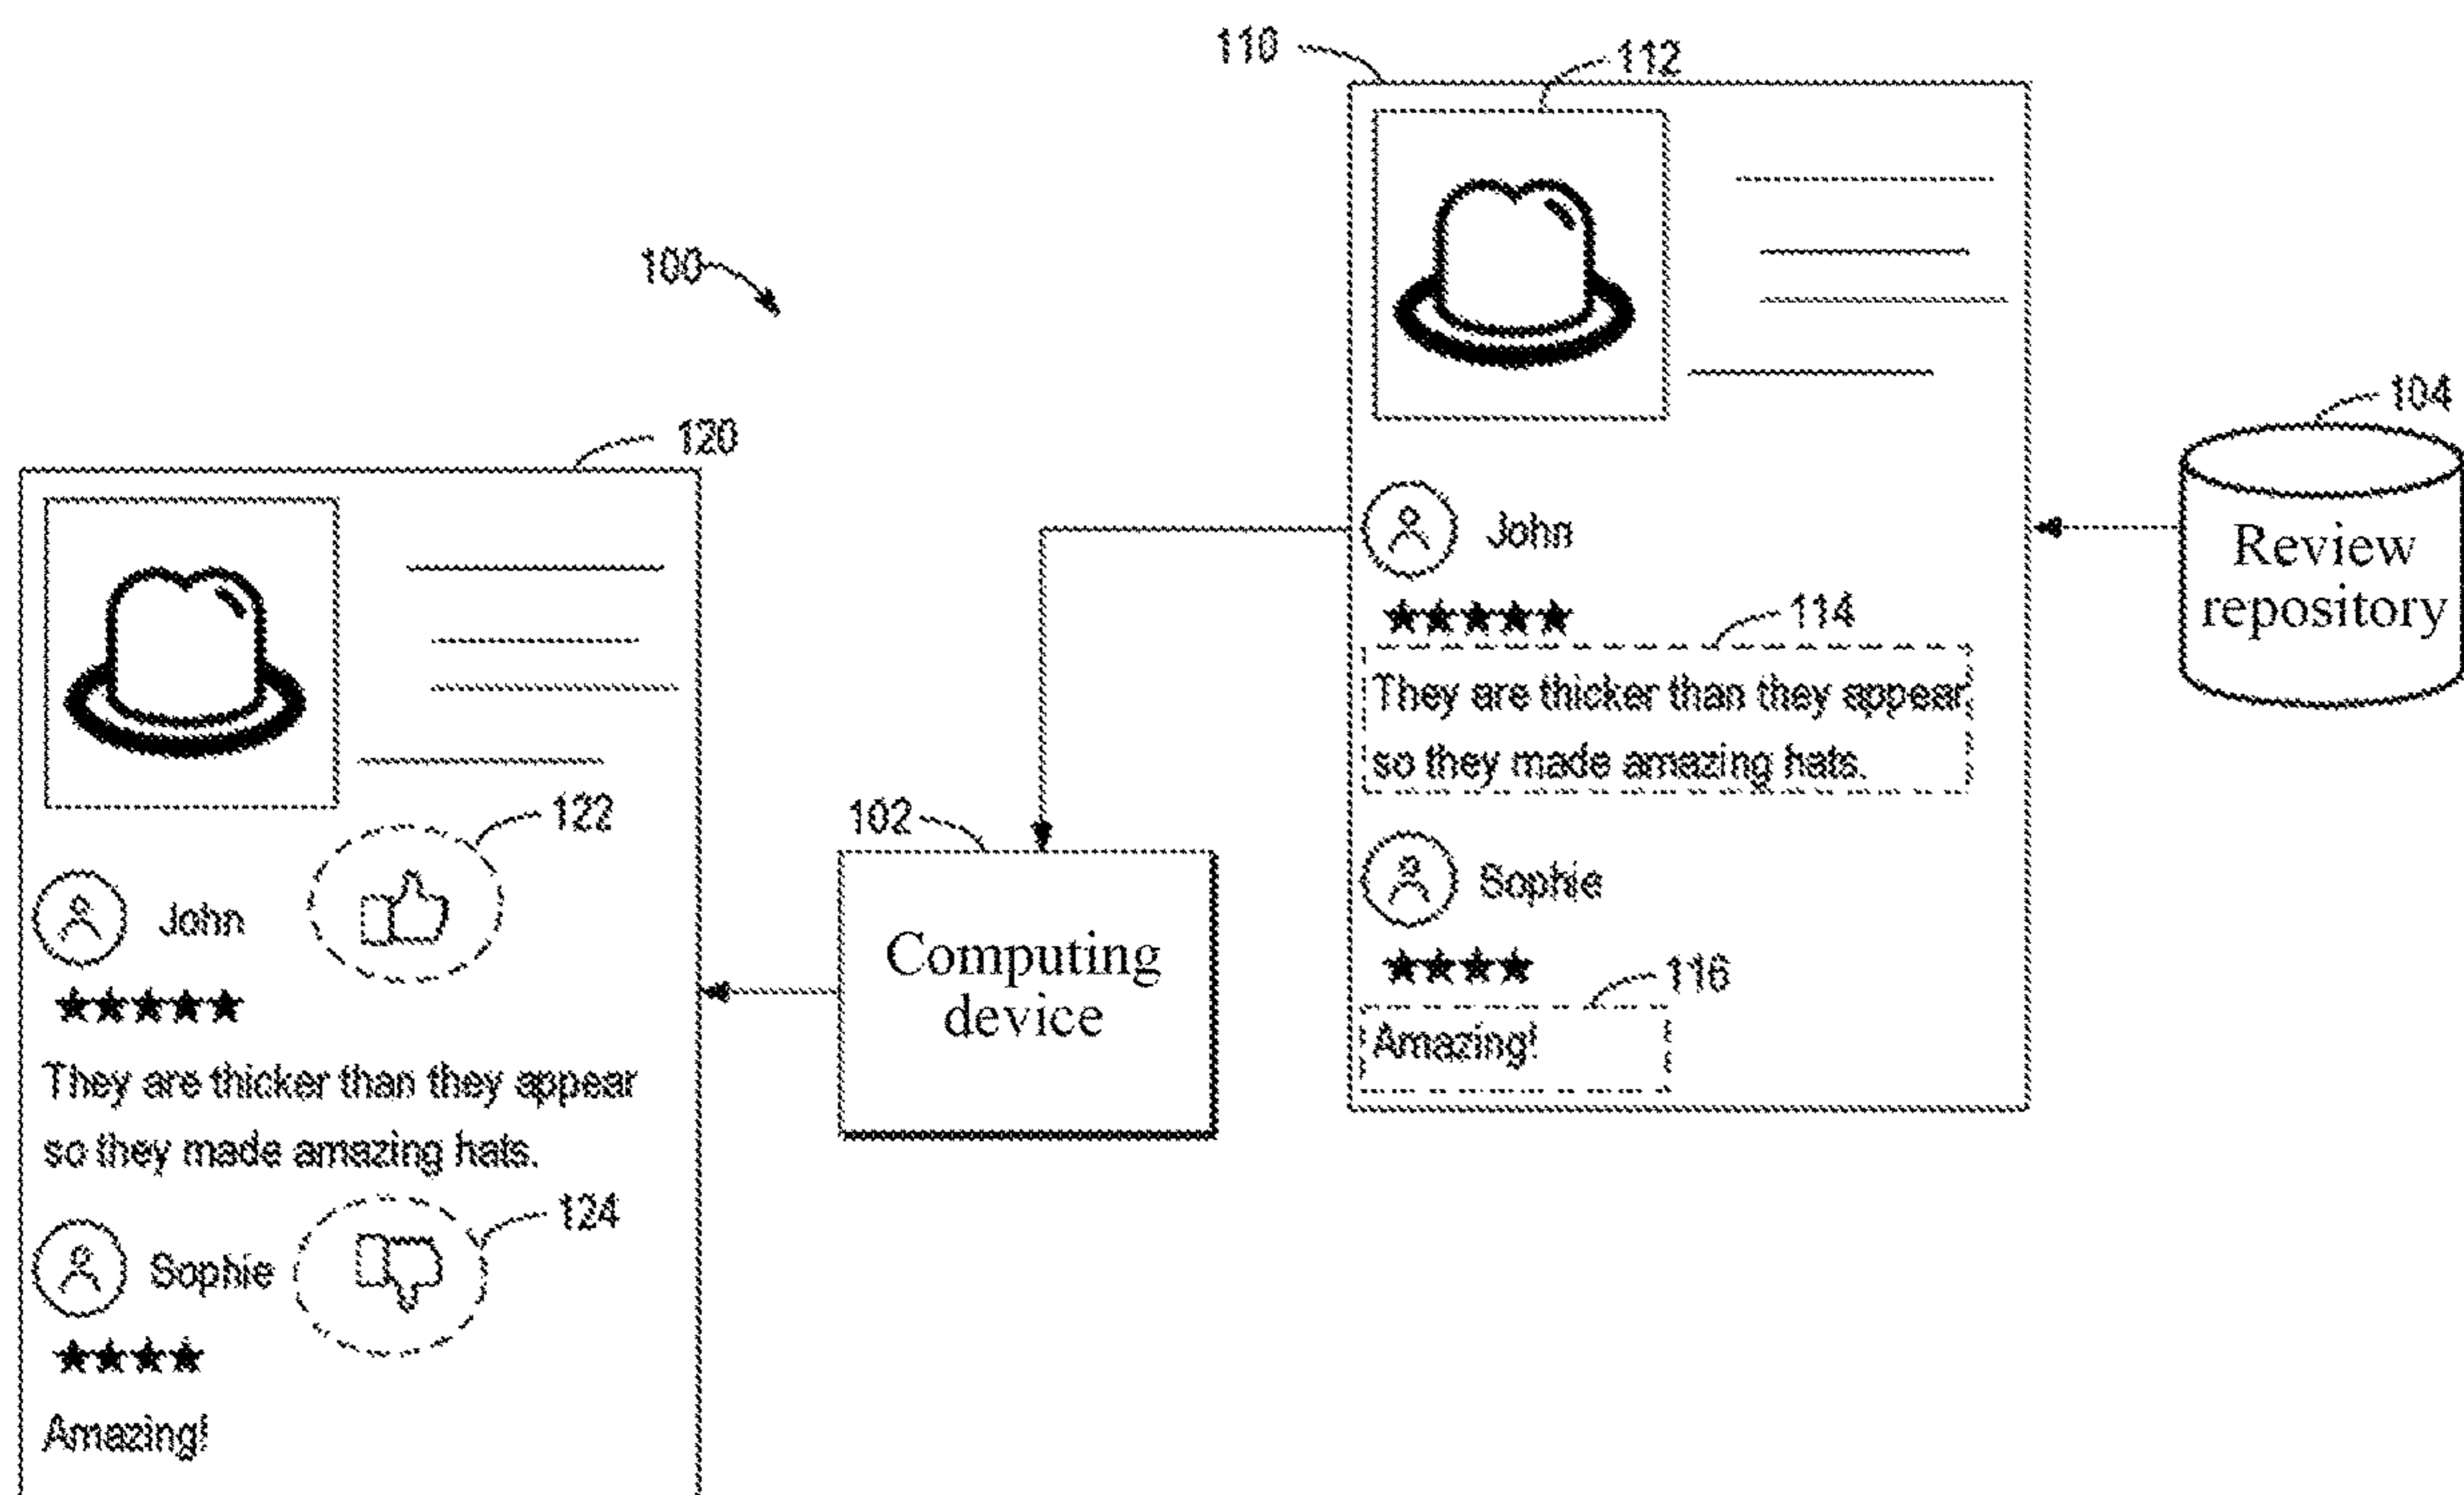 110
112
100
104
120
John
Review
repository
114
They are thicker than they appear
so they made amazing hats.
122
102
Sophie
John
Computing
device
116
Amazing!
They are thicker than they appear
so they made amazing hats.
124
Sophie
Amazing!